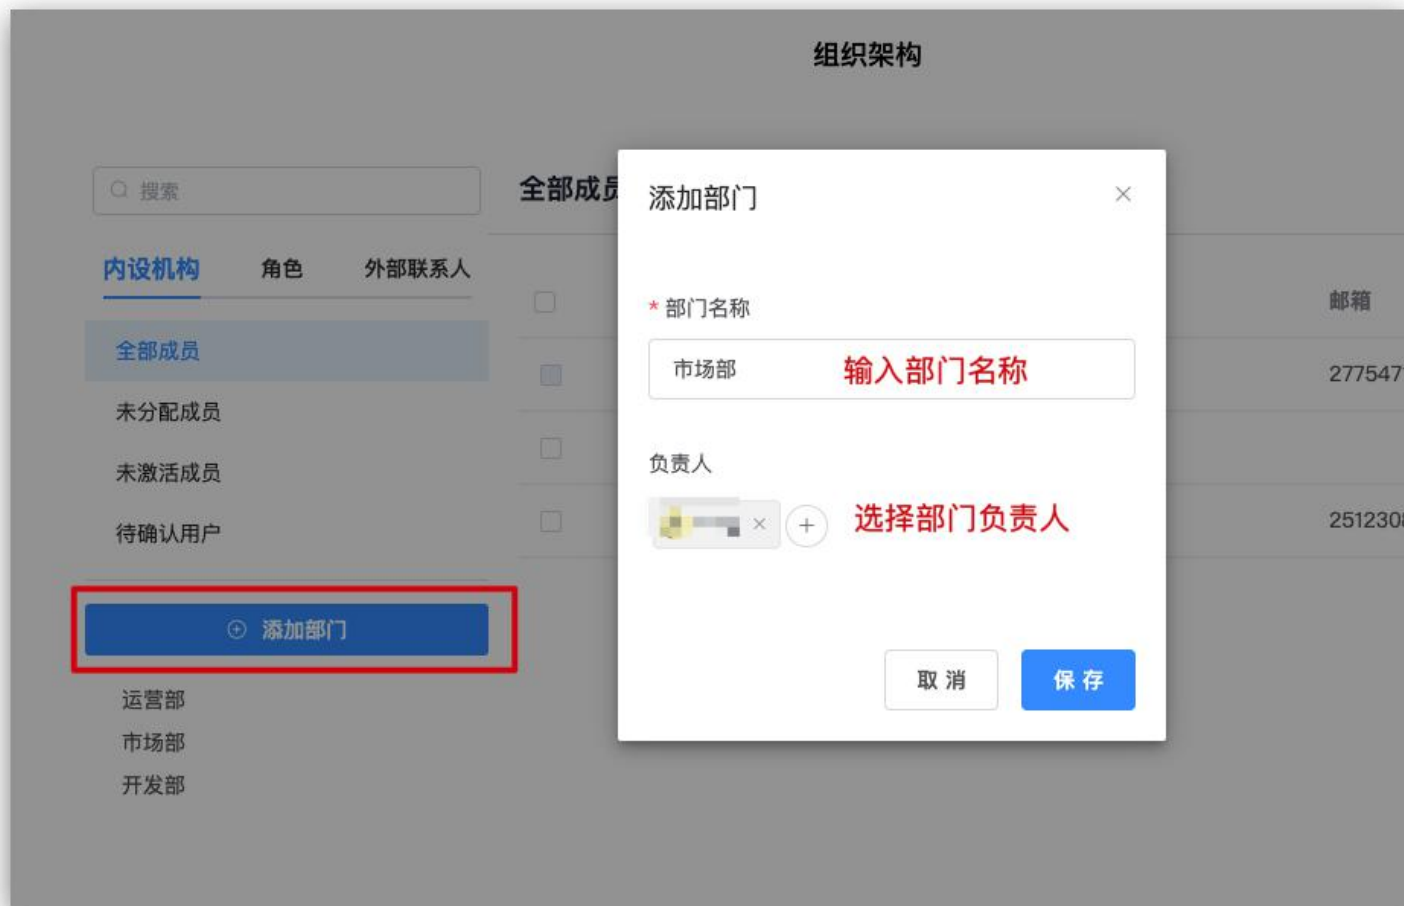 组织架构
搜索
全部成员
内设机构 角色 外部联系人
全部成员
未分配成员
未激活成员
待确认用户
添加部门
运营部
市场部
开发部
添加部门
* 部门名称
市场部 输入部门名称
负责人
选择部门负责人
取 消 保 存
邮箱
277547
251230